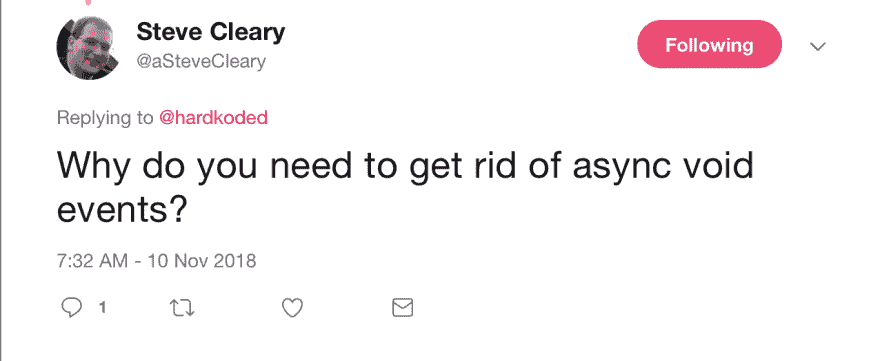 Steve Cleary
@aSteveCleary
Following
Replying to @hardkoded
Why do you need to get rid of async void
events?
7:32 AM - 10 Nov 2018
1